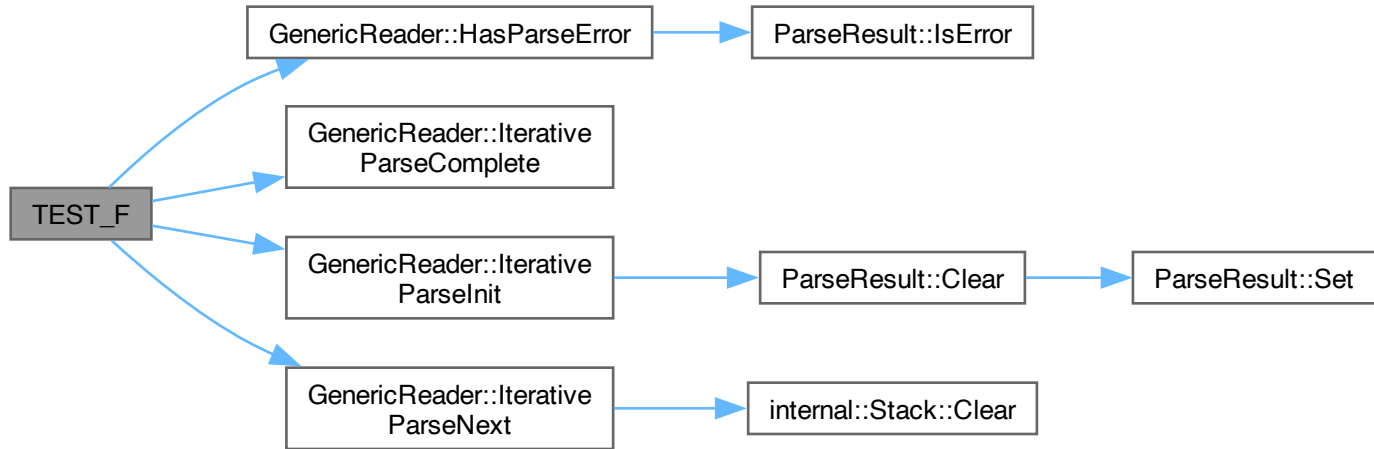 GenericReader::HasParseError
ParseResult::IsError
GenericReader::Iterative
ParseComplete
TEST_F
GenericReader::Iterative
ParseInit
ParseResult::Clear
ParseResult::Set
GenericReader::Iterative
ParseNext
internal::Stack::Clear